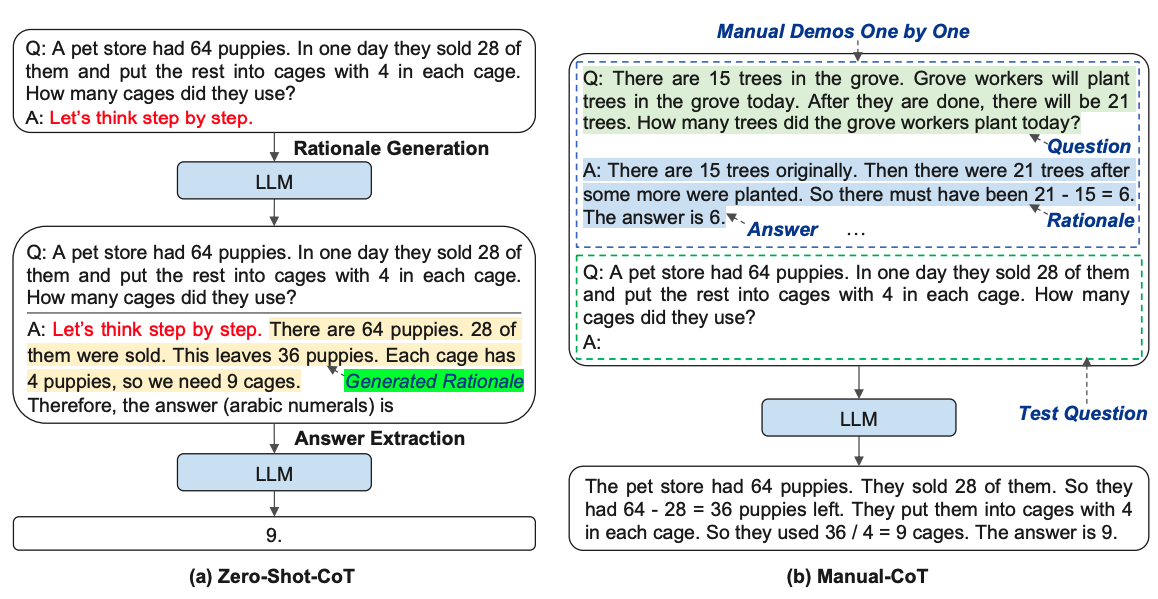 Q: A pet store had 64 puppies. In one day they sold 28 of
them and put the rest into cages with 4 in each cage.
How many cages did they use?
A: Let's think step by step.
Rationale Generation
LLM
Q: A pet store had 64 puppies. In one day they sold 28 of
them and put the rest into cages with 4 in each cage.
How many cages did they use?
A: Let's think step by step. There are 64 puppies. 28 of
them were sold. This leaves 36 puppies. Each cage has
4 puppies, so we need 9 cages.
Generated Rationale
Therefore, the answer (arabic numerals) is
Answer Extraction
LLM
9.
(a) Zero-Shot-CoT
Manual Demos One by One
Q: There are 15 trees in the grove. Grove workers will plant
trees in the grove today. After they are done, there will be 21
trees. How many trees did the grove workers plant today?
Question
A: There are 15 trees originally. Then there were 21 trees after
some more were planted. So there must have been 21 - 15 = 6.
The answer is 6.
Rationale
Answer
...
Q: A pet store had 64 puppies. In one day they sold 28 of them
and put the rest into cages with 4 in each cage. How many
cages did they use?
A:
Test Question
LLM
The pet store had 64 puppies. They sold 28 of them. So they
had 64 - 28 = 36 puppies left. They put them into cages with 4
in each cage. So they used 36 / 4 = 9 cages. The answer is 9.
(b) Manual-CoT